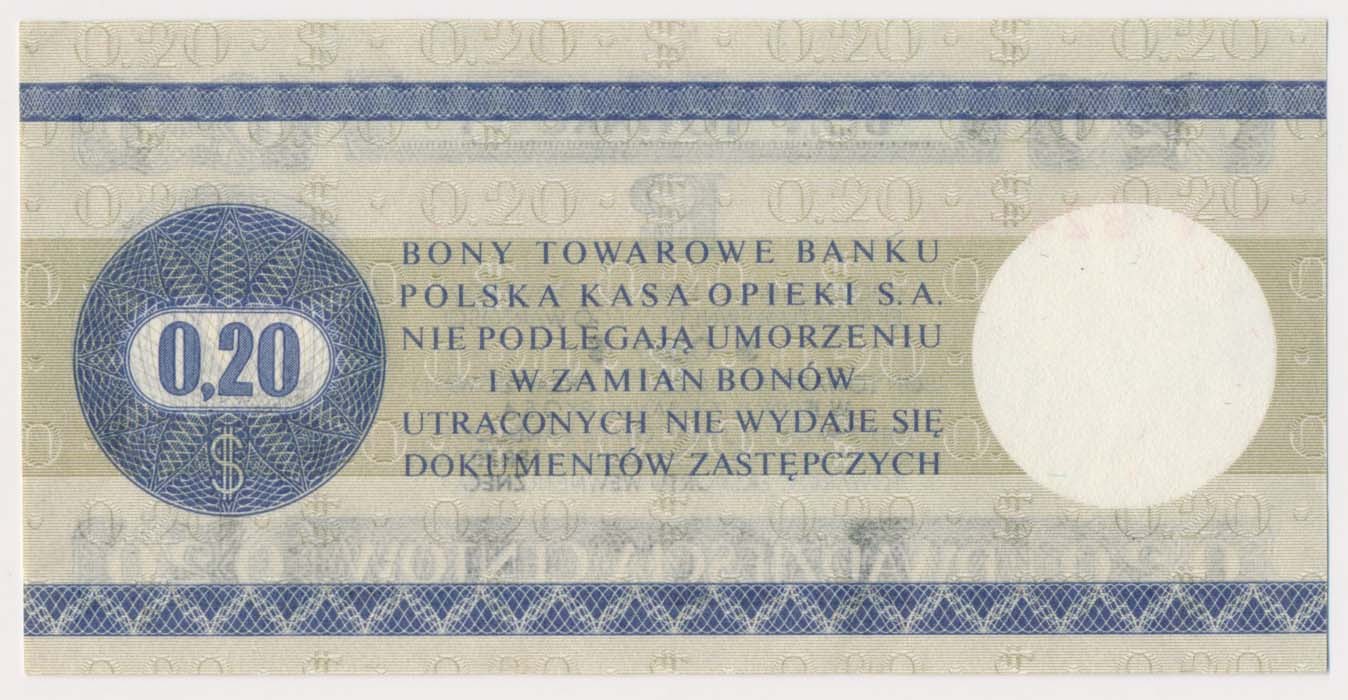 BONY TOWAROWE BANKU
POLSKA KASA OPIEKI S.A.
NIE PODLEGAJĄ UMORZENIU
I W ZAMIAN BONÓW
UTRACONYCH NIE WYDAJE SIĘ
DOKUMENTÓW ZASTĘPCZYCH
0,20
$